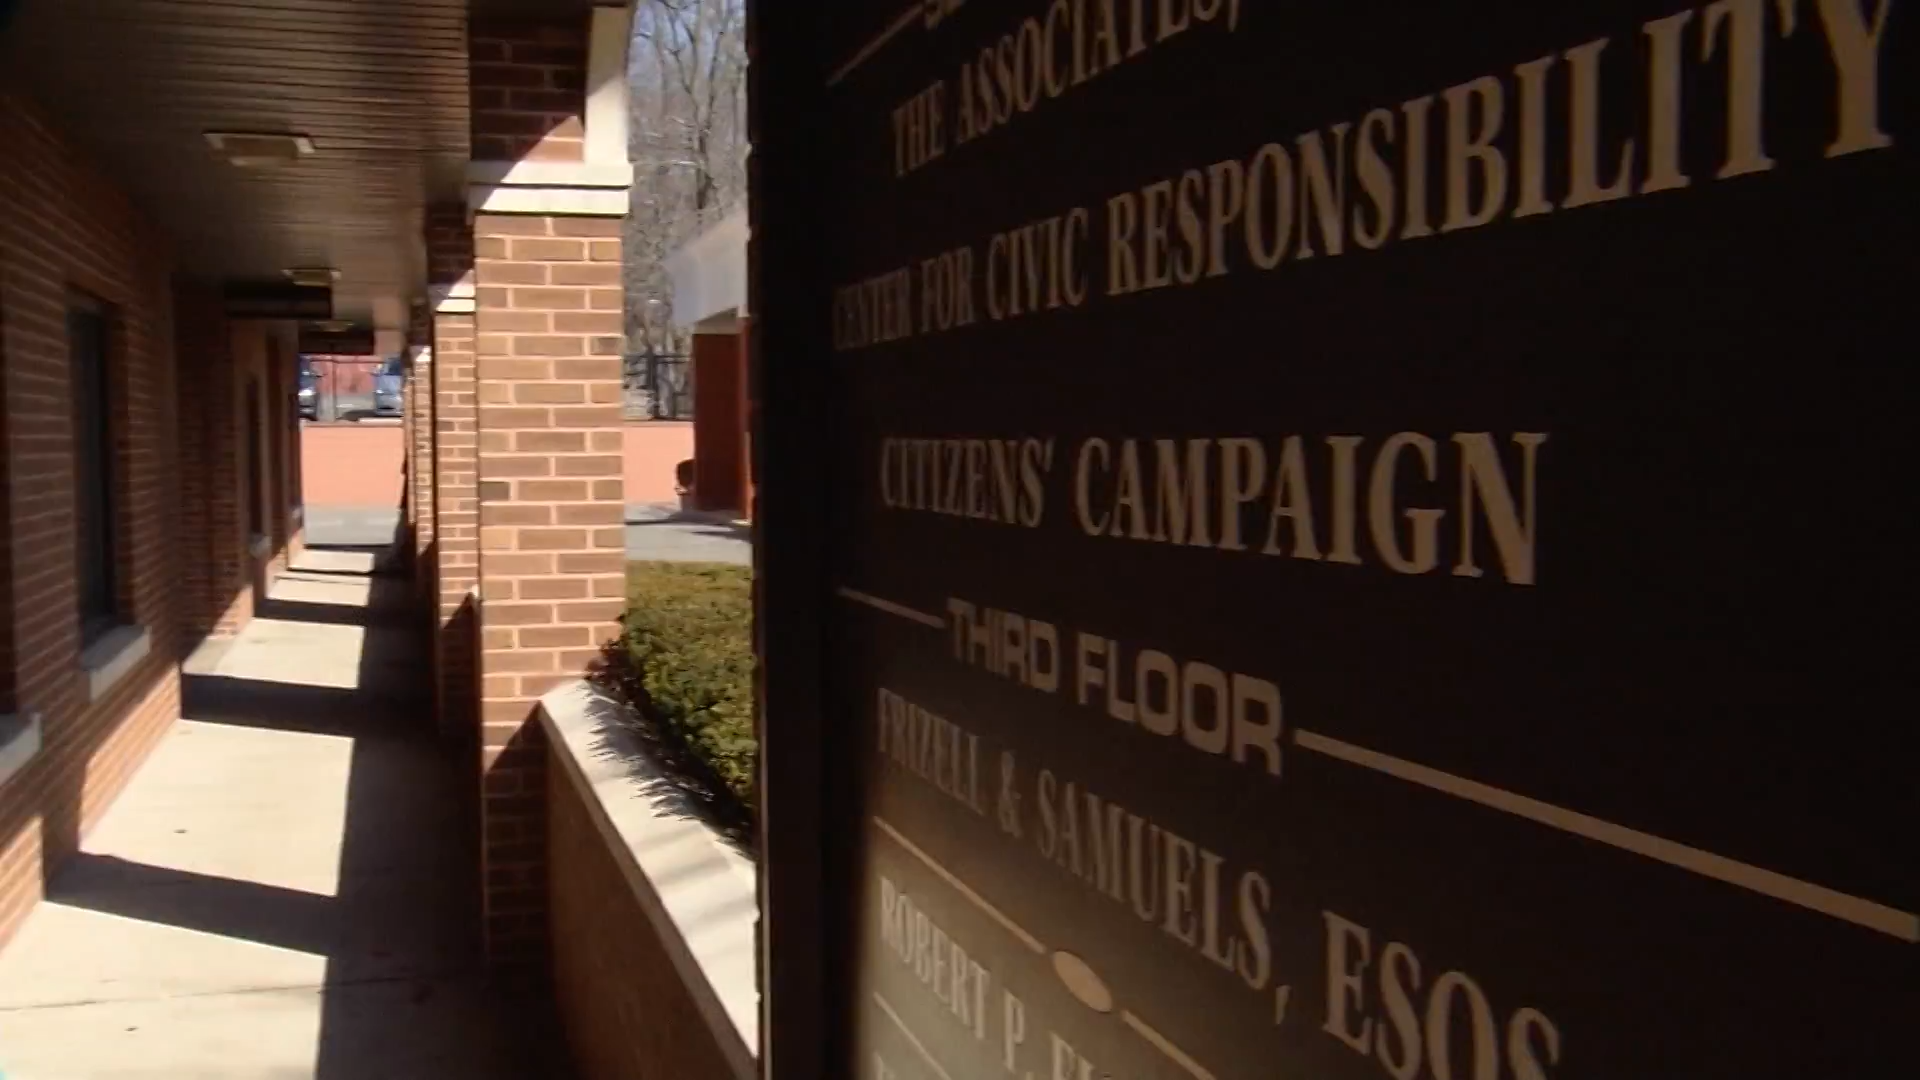 THE ASSOCIATES,
CENTER FOR CIVIC RESPONSIBILITY
CITIZENS' CAMPAIGN
THIRD FLOOR
FRIZELL & SAMUELS, ESQS
ROBERT P.